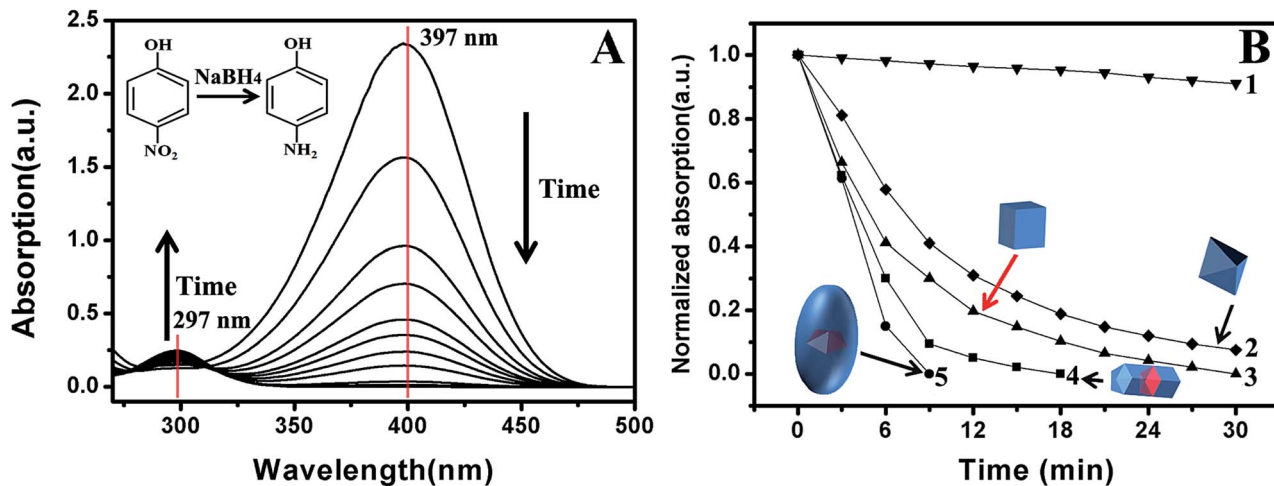 A
397 nm
OH
OH
NaBH4
NO2
NH2
Time
Time
297 nm
Absorption(a.u.)
2.5
2.0
1.5
1.0
0.5
0.0
300
350
400
450
500
Wavelength(nm)
B
Normalized absorption(a.u.)
1.0
0.8
0.6
0.4
0.2
0.0
1
2
3
4
5
0
6
12
18
24
30
Time (min)